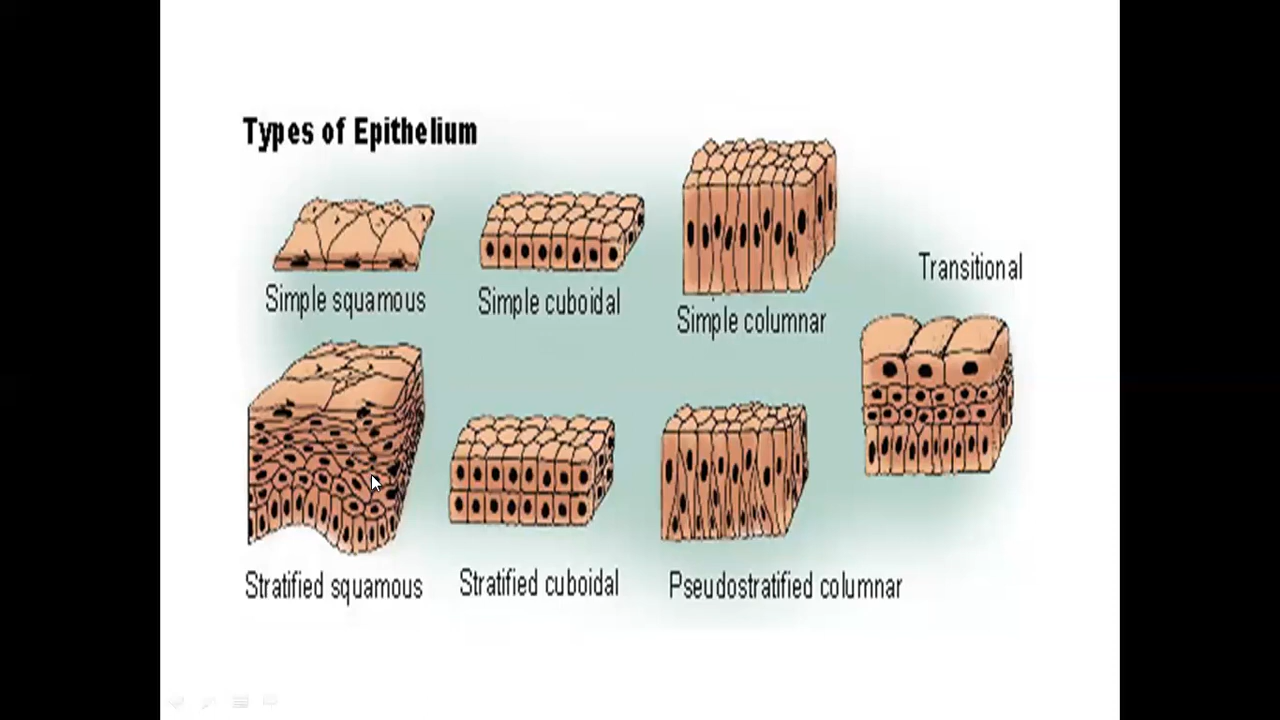 Types of Epithelium
Simple squamous
Simple cuboidal
Simple columnar
Transitional
Stratified squamous
Stratified cuboidal
Pseudostratified columnar